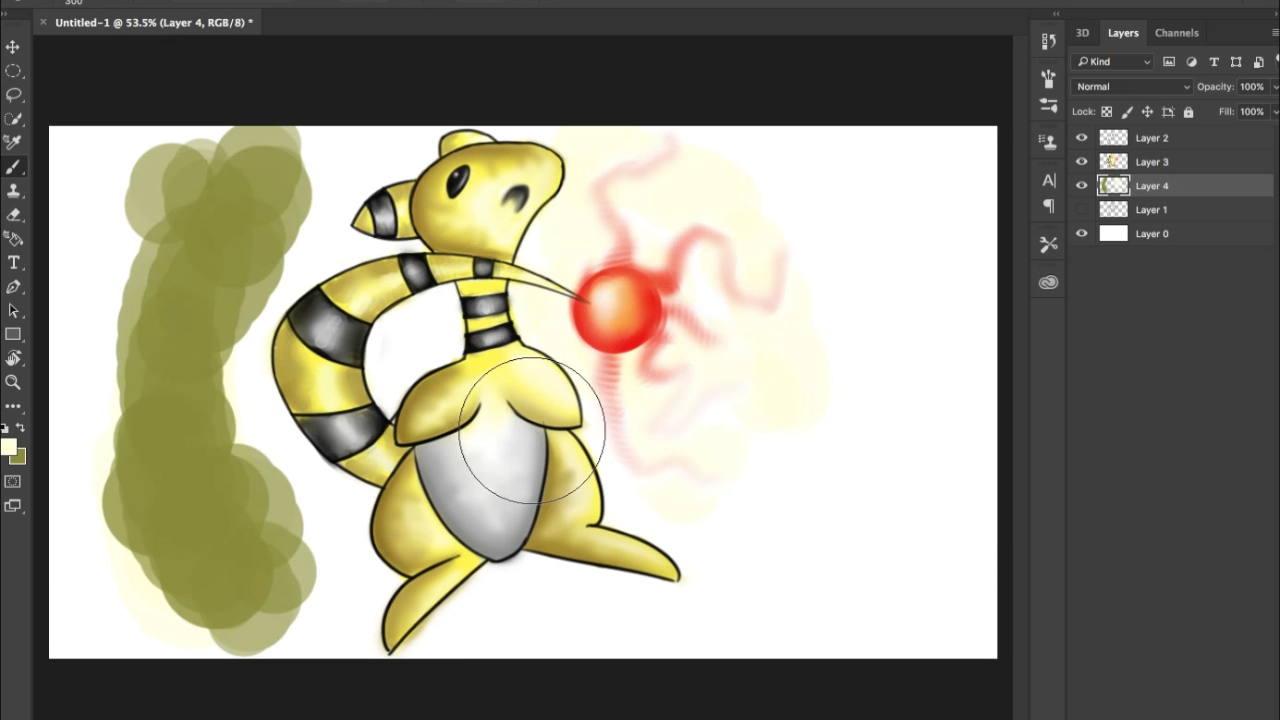 300
× Untitled-1 @ 53.5% (Layer 4, RGB/8) *
3D Layers Channels
Kind
Normal Opacity: 100%
Lock: Fill: 100%
Layer 2
Layer 3
Layer 4
Layer 1
Layer 0